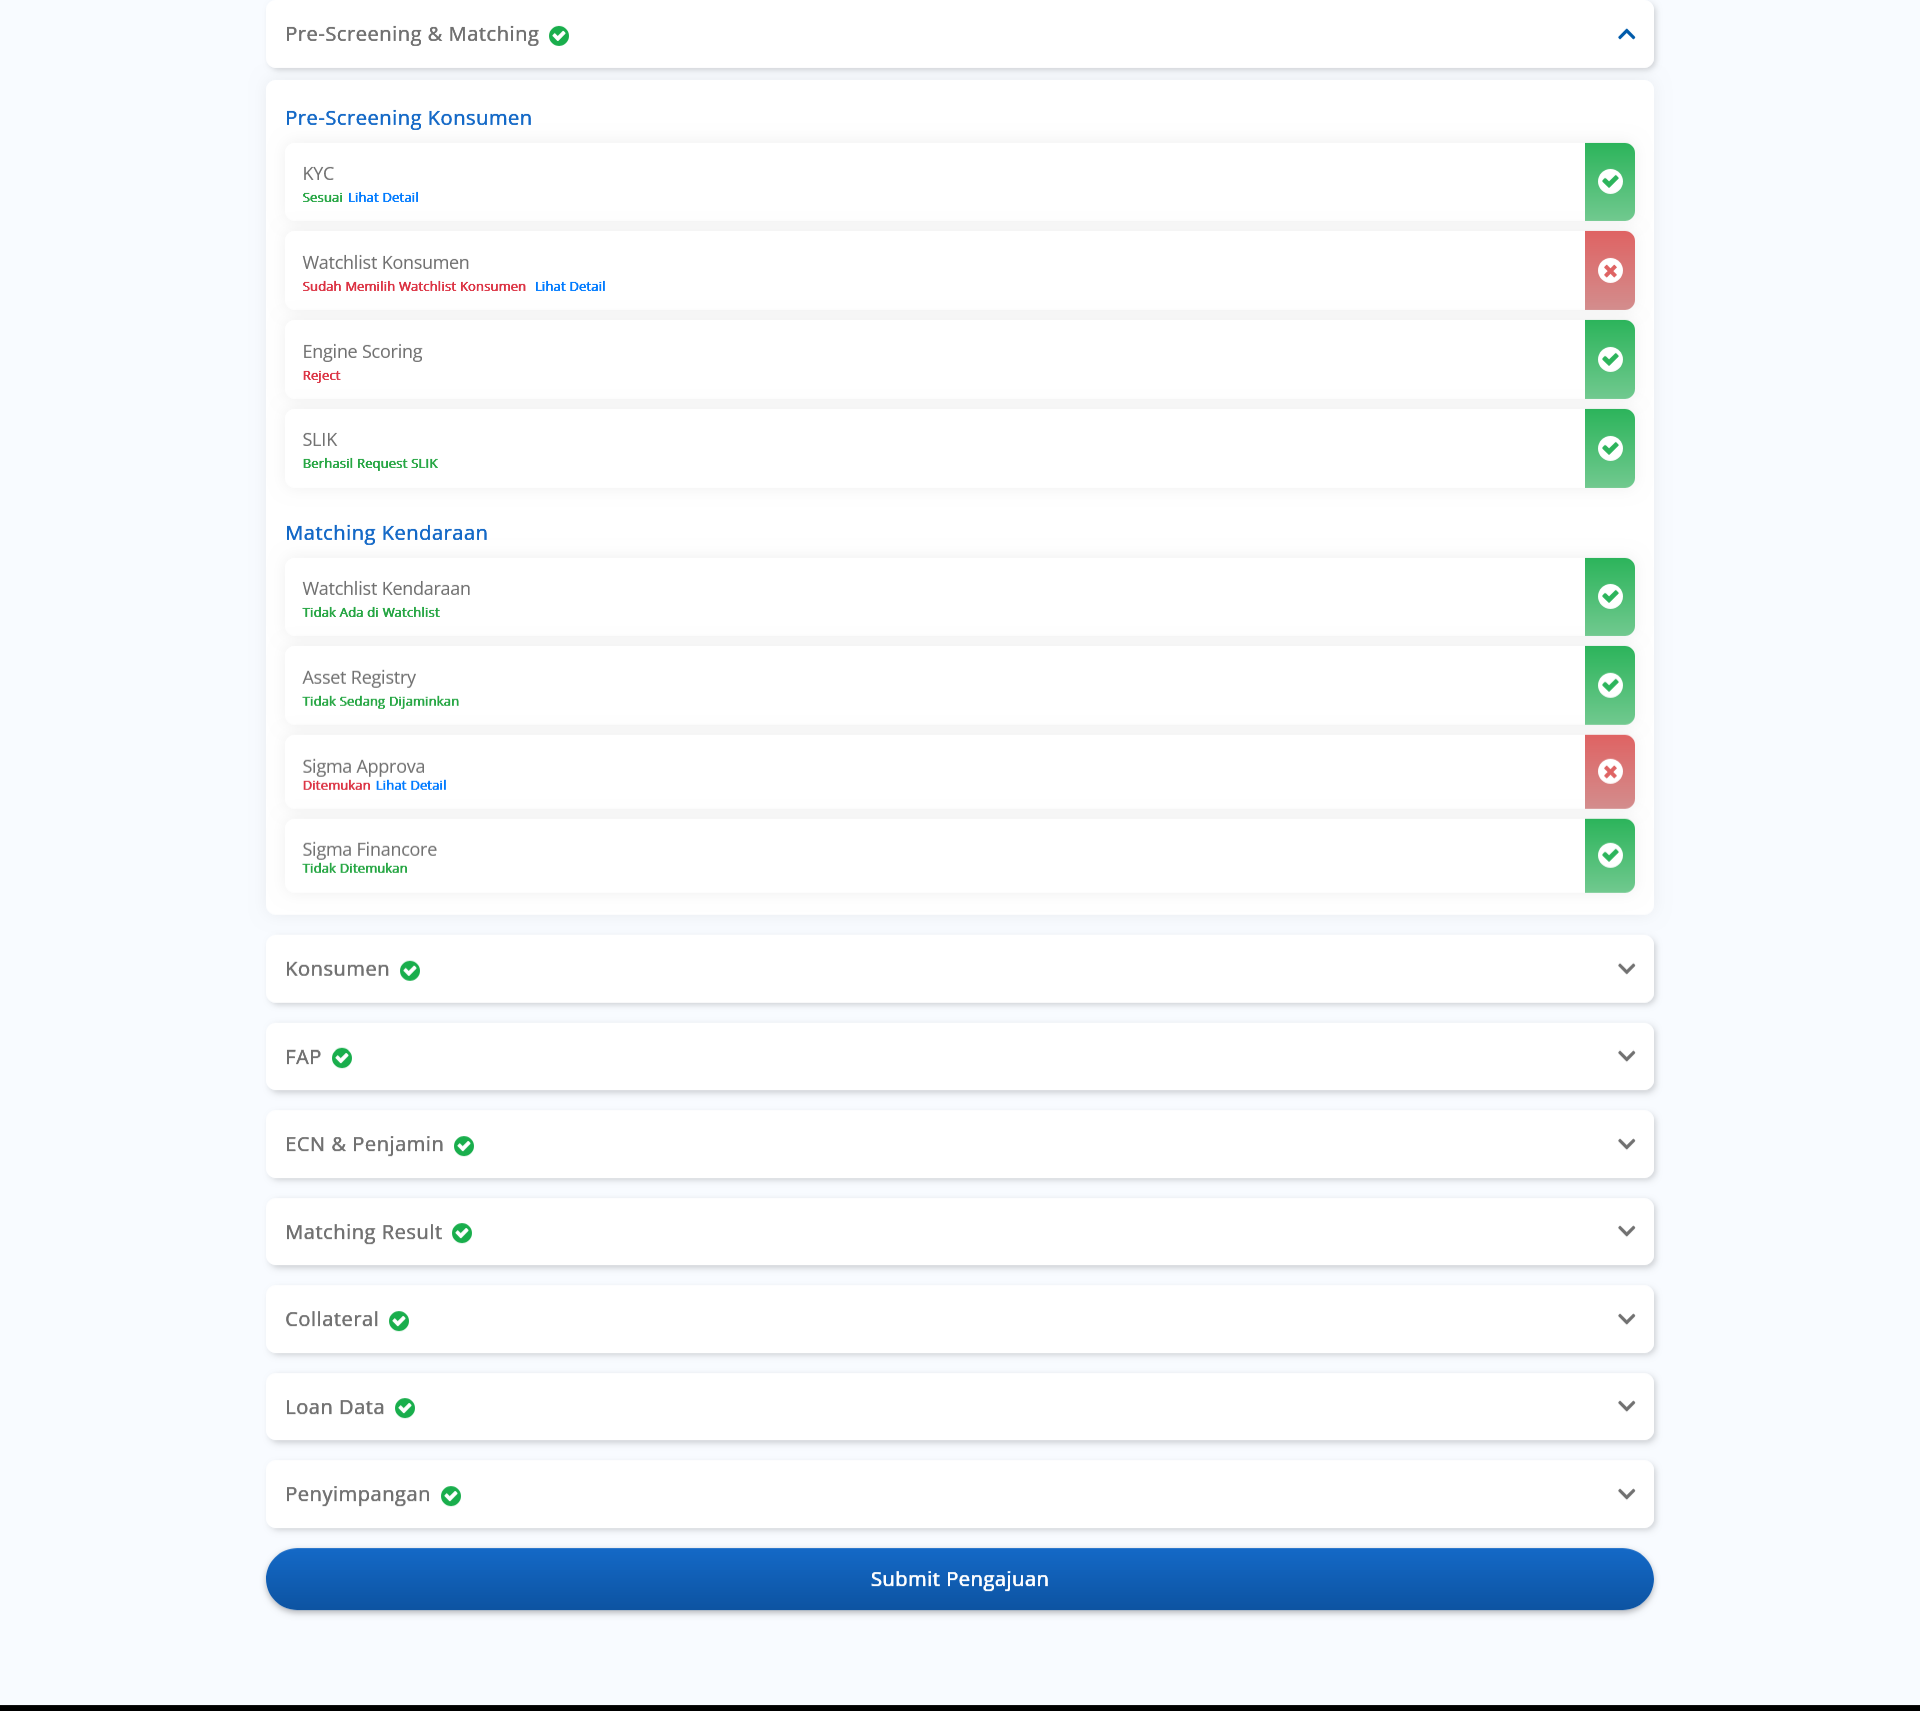 Pre-Screening & Matching
Pre-Screening Konsumen
KYC
Sesuai Lihat Detail
Watchlist Konsumen
Sudah Memilih Watchlist Konsumen Lihat Detail
Engine Scoring
Reject
SLIK
Berhasil Request SLIK
Matching Kendaraan
Watchlist Kendaraan
Tidak Ada di Watchlist
Asset Registry
Tidak Sedang Dijaminkan
Sigma Approva
Ditemukan Lihat Detail
Sigma Financore
Tidak Ditemukan
Konsumen
FAP
ECN & Penjamin
Matching Result
Collateral
Loan Data
Penyimpangan
Submit Pengajuan